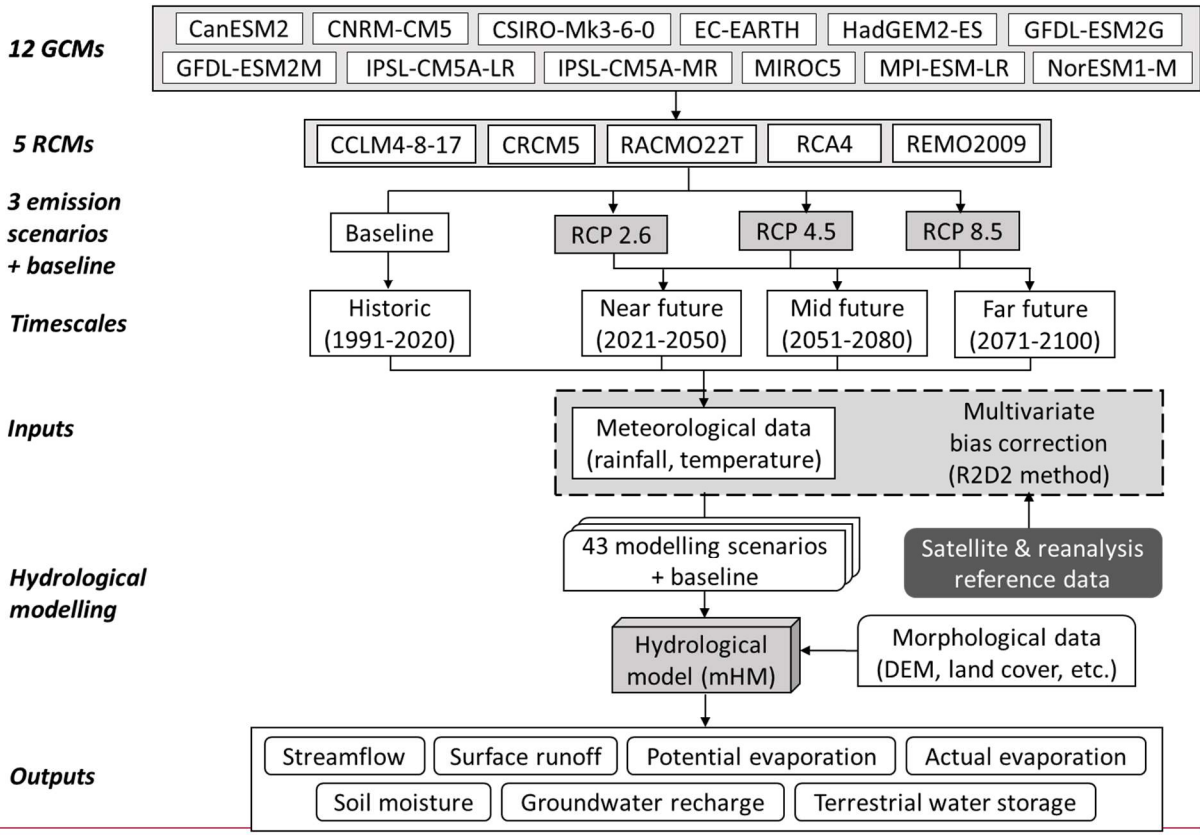 12 GCMs
CanESM2 CNRM-CM5 CSIRO-Mk3-6-0 EC-EARTH HadGEM2-ES GFDL-ESM2G
GFDL-ESM2M IPSL-CM5A-LR IPSL-CM5A-MR MIROC5 MPI-ESM-LR NorESM1-M
5 RCMs
CCLM4-8-17 CRCM5 RACMO22T RCA4 REMO2009
3 emission
scenarios
+ baseline
Baseline RCP 2.6 RCP 4.5 RCP 8.5
Timescales
Historic
(1991-2020)
Near future
(2021-2050)
Mid future
(2051-2080)
Far future
(2071-2100)
Inputs
Meteorological data
(rainfall, temperature)
Multivariate
bias correction
(R2D2 method)
Hydrological
modelling
43 modelling scenarios
+ baseline
Satellite & reanalysis
reference data
Hydrological
model (mHM)
Morphological data
(DEM, land cover, etc.)
Outputs
Streamflow Surface runoff Potential evaporation Actual evaporation
Soil moisture Groundwater recharge Terrestrial water storage